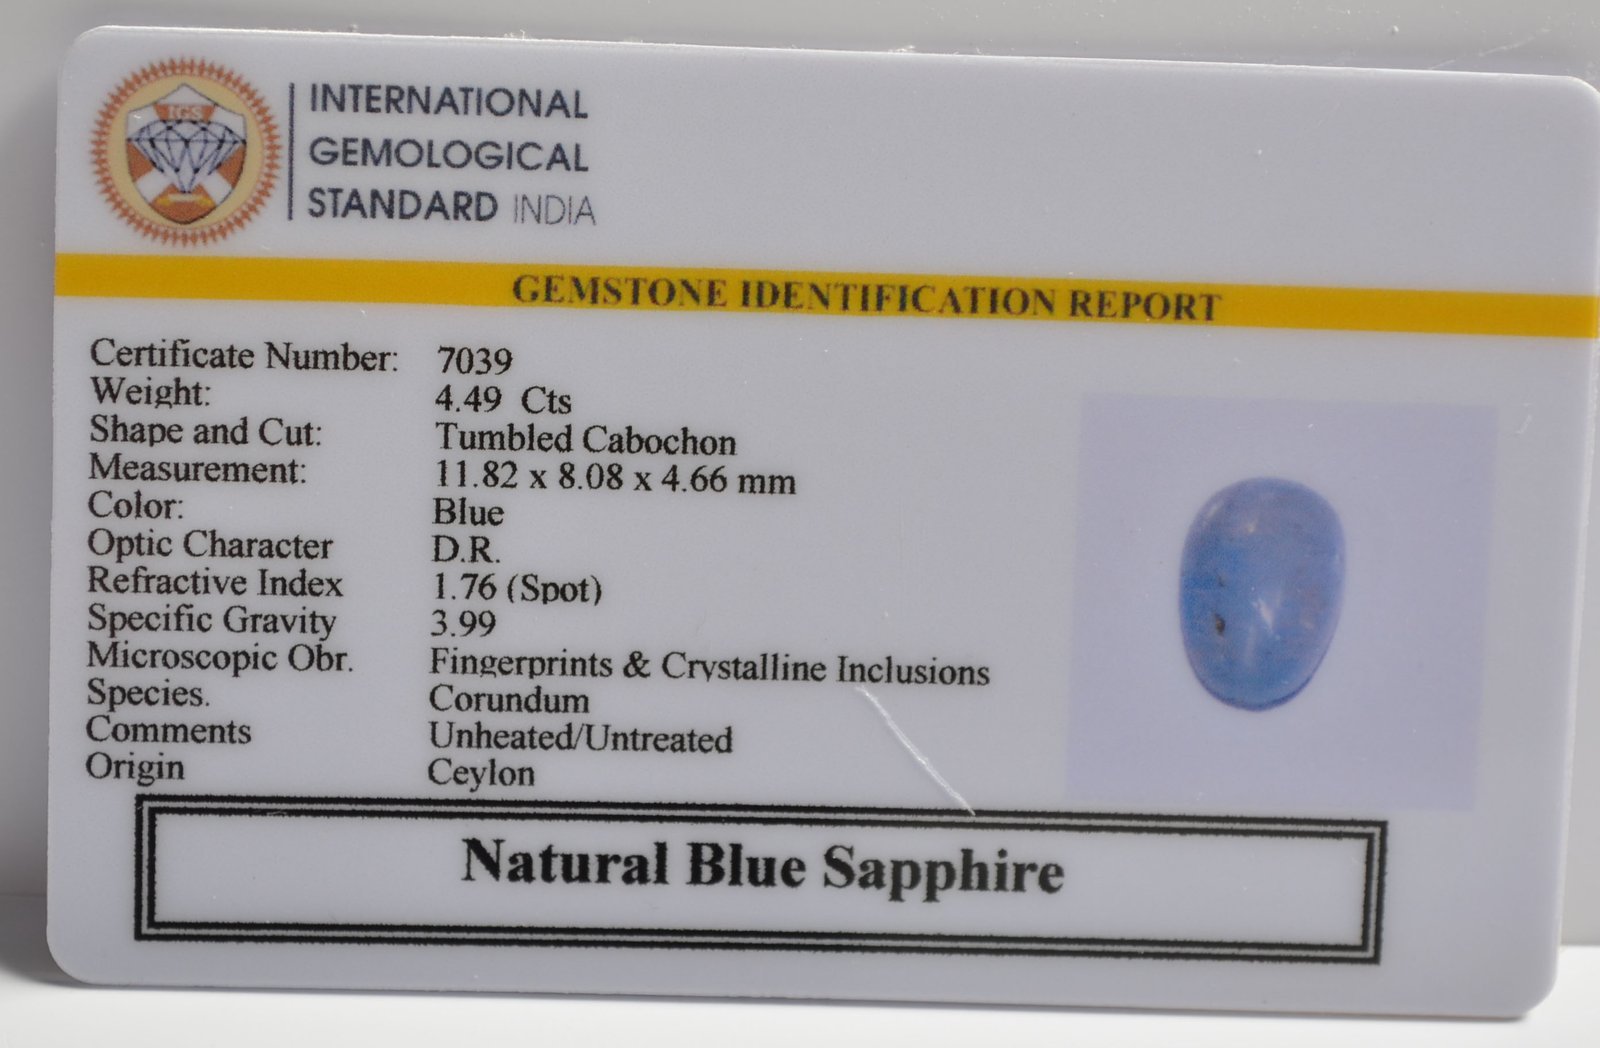 IGS
INTERNATIONAL
GEMOLOGICAL
STANDARD INDIA
GEMSTONE IDENTIFICATION REPORT
Certificate Number: 7039
Weight: 4.49 Cts
Shape and Cut: Tumbled Cabochon
Measurement: 11.82 x 8.08 x 4.66 mm
Color: Blue
Optic Character D.R.
Refractive Index 1.76 (Spot)
Specific Gravity 3.99
Microscopic Obr. Fingerprints & Crystalline Inclusions
Species. Corundum
Comments Unheated/Untreated
Origin Ceylon
Natural Blue Sapphire